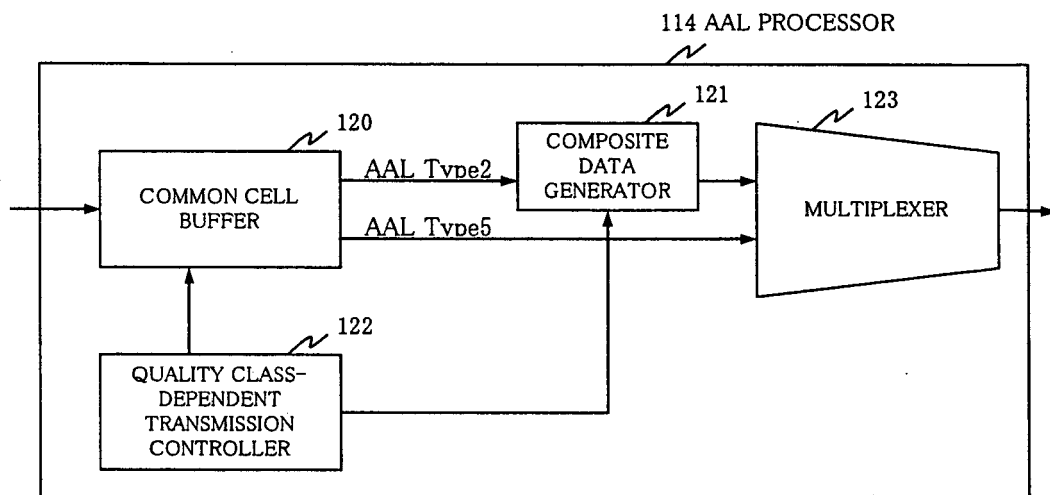 114 AAL PROCESSOR
120
121
123
COMMON CELL
BUFFER
AAL Type2
AAL Type5
COMPOSITE
DATA
GENERATOR
MULTIPLEXER
122
QUALITY CLASS-
DEPENDENT
TRANSMISSION
CONTROLLER